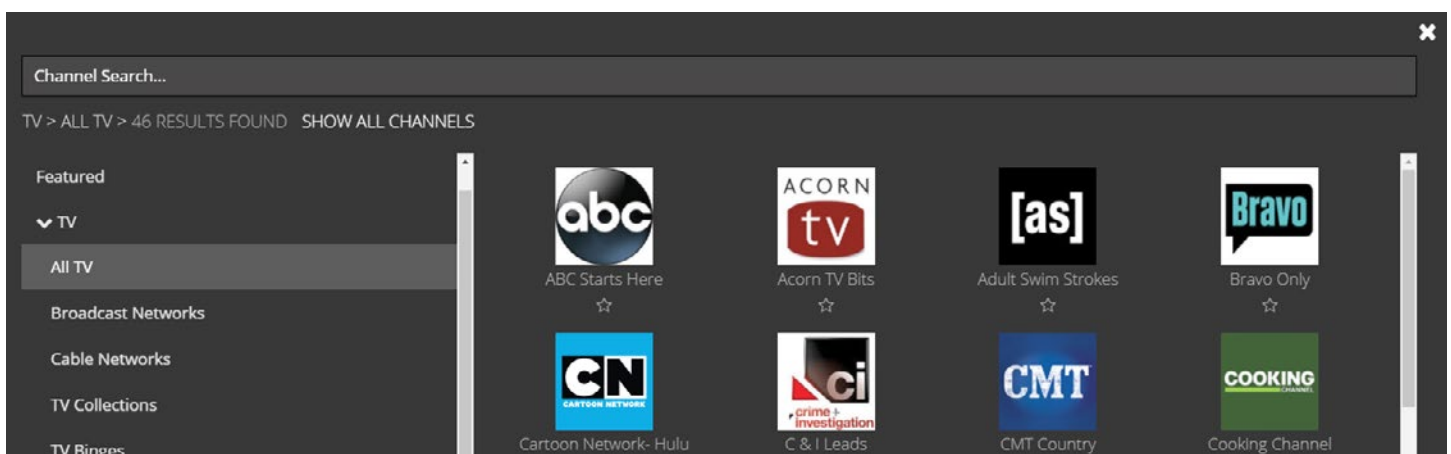 Channel Search...
TV > ALL TV > 46 RESULTS FOUND SHOW ALL CHANNELS
Featured
TV
All TV
Broadcast Networks
Cable Networks
TV Collections
TV Binges
abc
ACORN
tv
[as]
Bravo
ABC Starts Here
Acorn TV Bits
Adult Swim Strokes
Bravo Only
CN
CARTOON NETWORK
ci
crime +
investigation
CMT
COOKING
CHANNEL
Cartoon Network- Hulu
C & I Leads
CMT Country
Cooking Channel